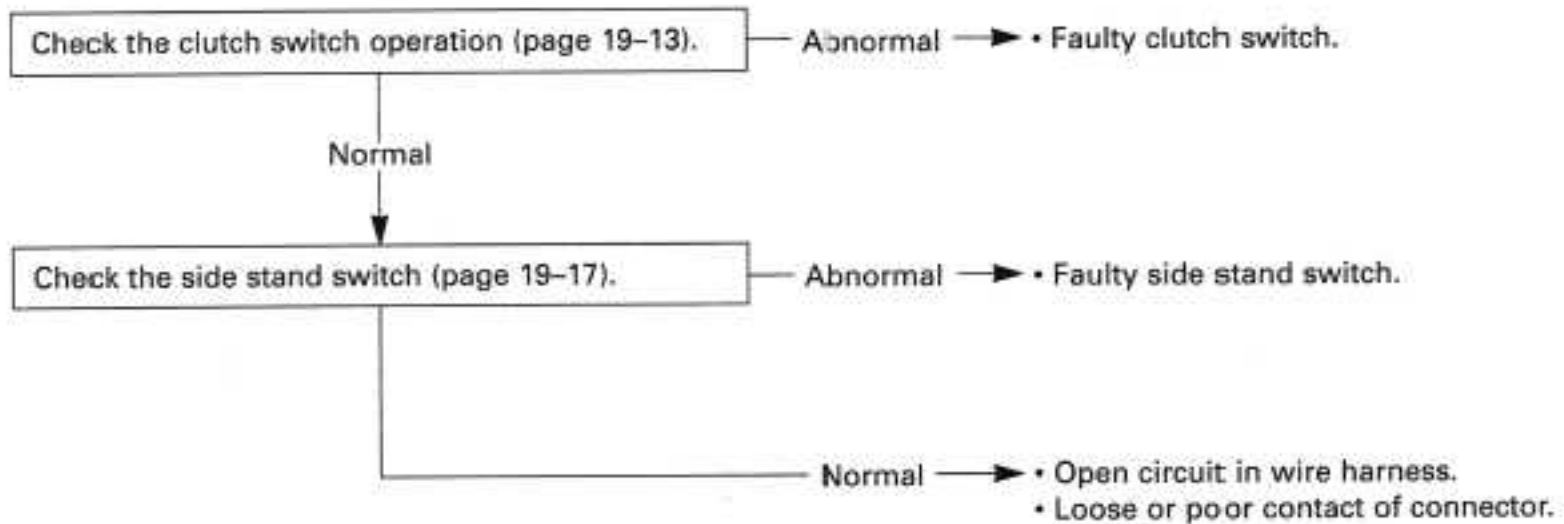 Check the clutch switch operation (page 19–13).
Abnormal
• Faulty clutch switch.
Normal
Check the side stand switch (page 19–17).
Abnormal
• Faulty side stand switch.
Normal
• Open circuit in wire harness.
• Loose or poor contact of connector.